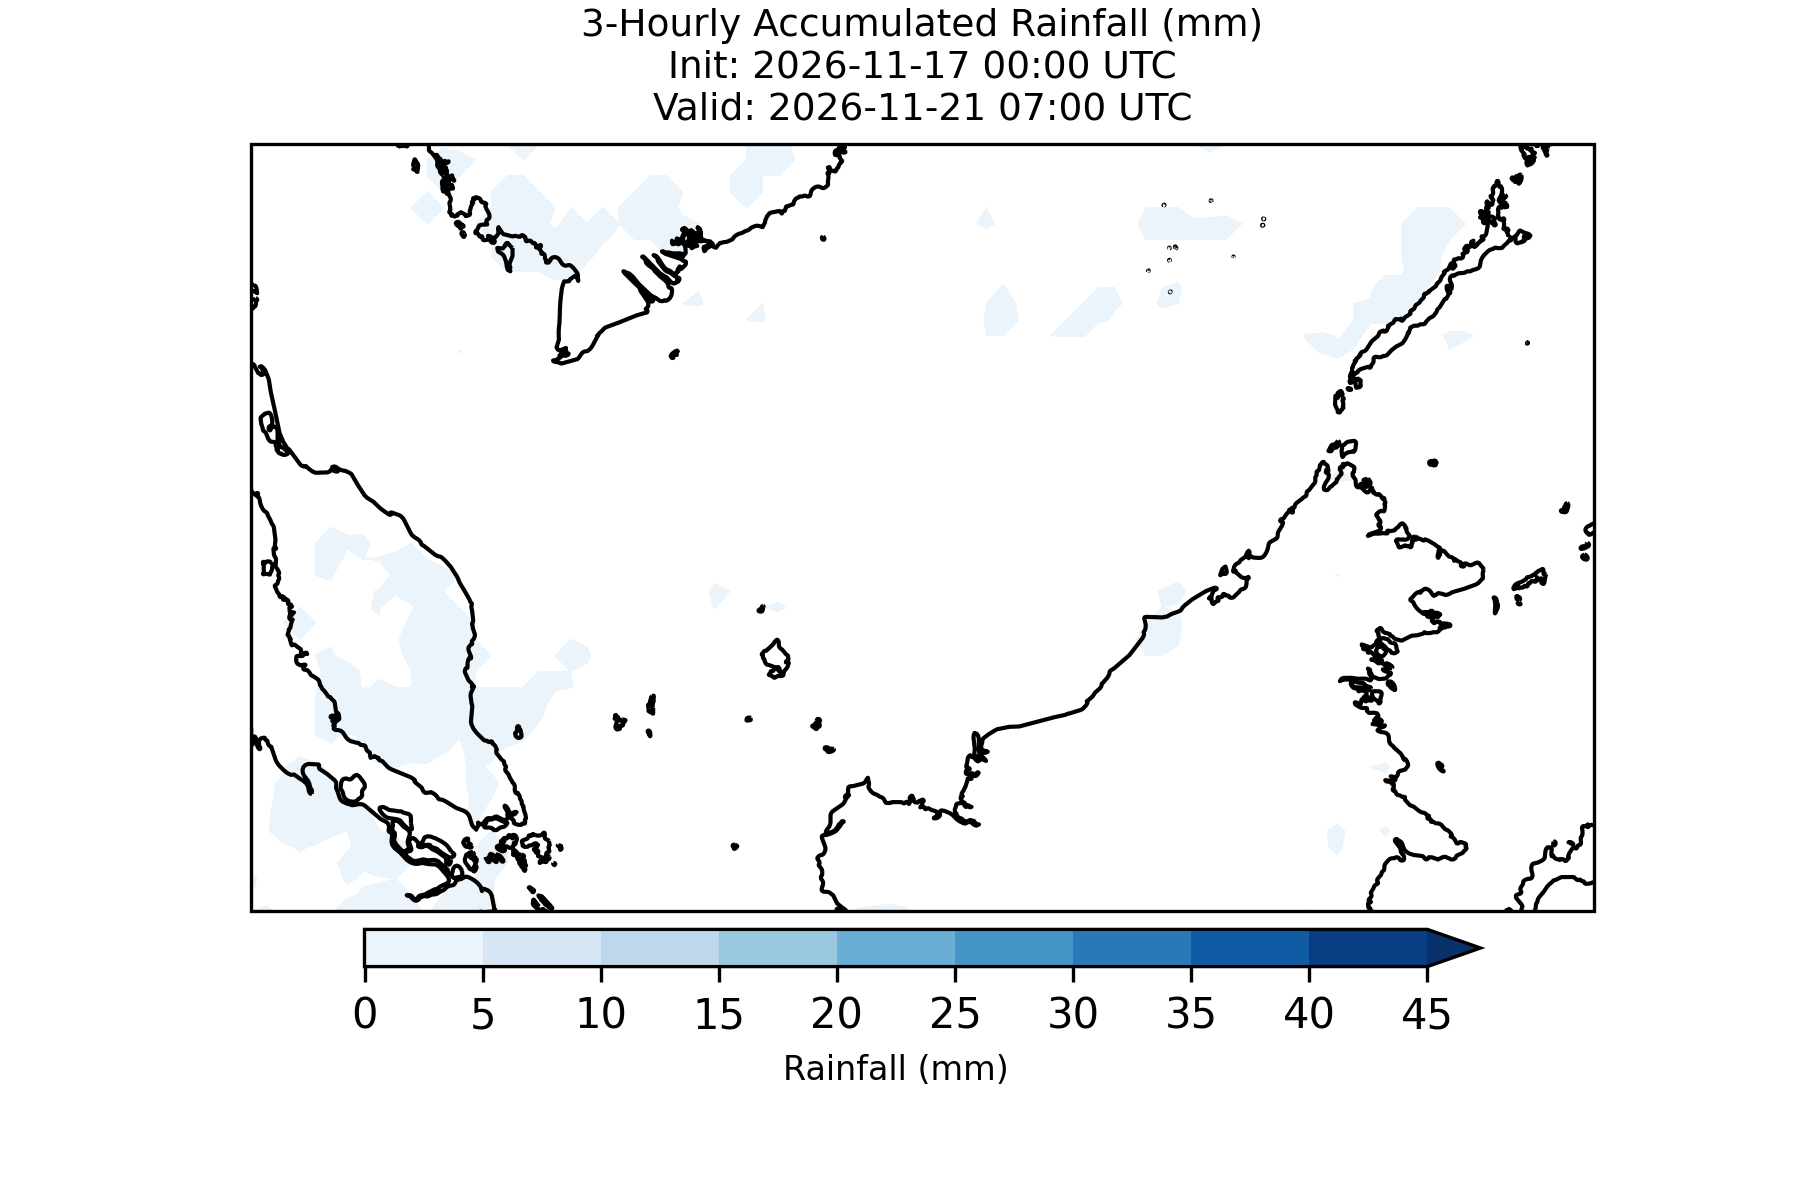 3-Hourly Accumulated Rainfall (mm)
Init: 2026-11-17 00:00 UTC
Valid: 2026-11-21 07:00 UTC
0 5 10 15 20 25 30 35 40 45
Rainfall (mm)